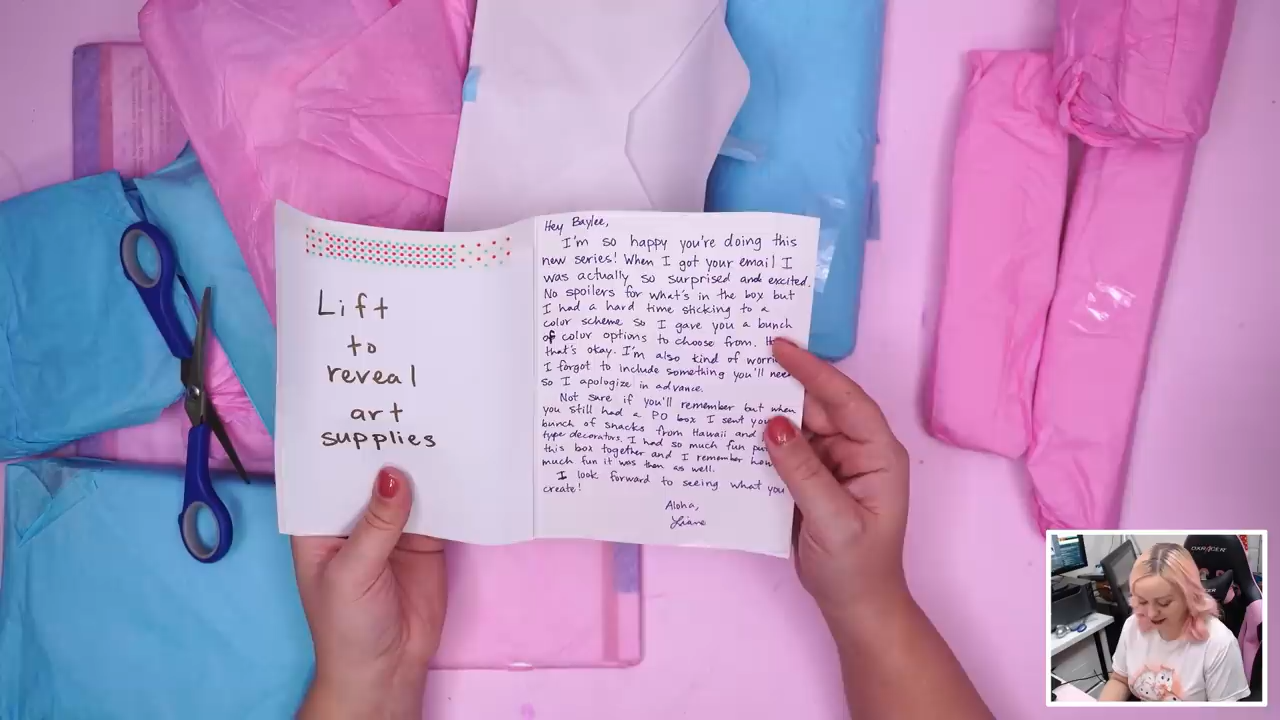 Lift
to
reveal
art
supplies
Hey Baylee,
I'm so happy you're doing this
new series! When I got your email I
was actually so surprised and excited.
No spoilers for what's in the box but
I had a hard time sticking to a
color scheme so I gave you a bunch
of color options to choose from.
that's okay. I'm also kind of
I forgot to include something you'll
so I apologize in advance.
Not sure if you'll remember but when
you still had a PO box I sent you
bunch of snacks from Hawaii and
type decorators. I had so much fun
this box together and I remember how
much fun it was then as well.
I look forward to seeing what you
create!
Aloha,
Liane